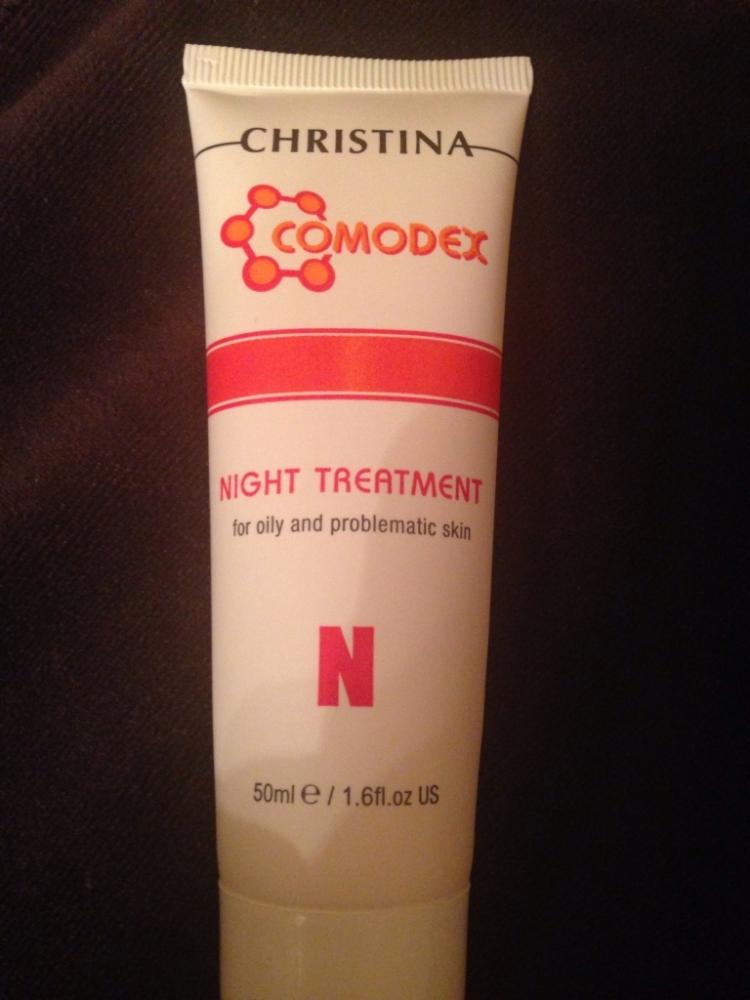 CHRISTINA
COMODEX
NIGHT TREATMENT
for oily and problematic skin
N
50ml ℮ / 1.6fl.oz US